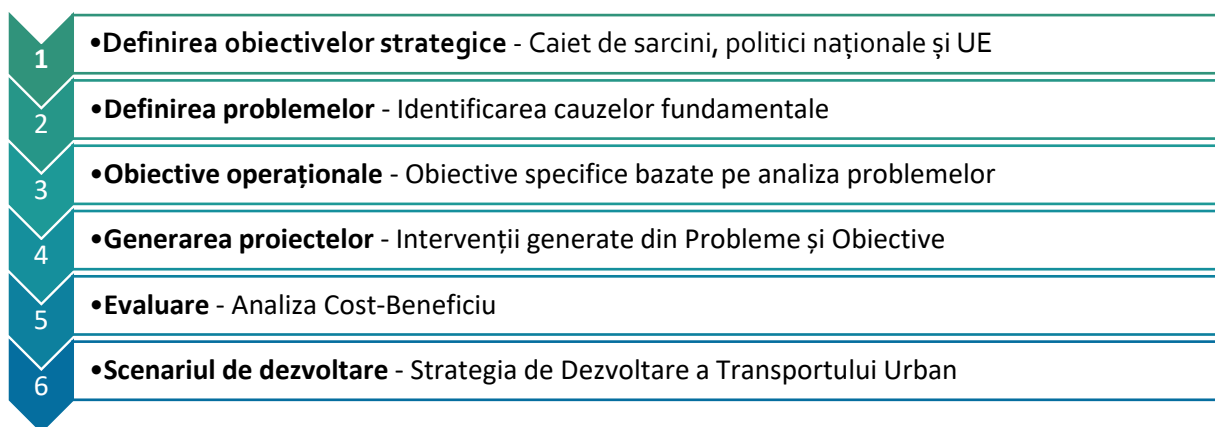 1 •Definirea obiectivelor strategice - Caiet de sarcini, politici naționale și UE
2 •Definirea problemelor - Identificarea cauzelor fundamentale
3 •Obiective operaționale - Obiective specifice bazate pe analiza problemelor
4 •Generarea proiectelor - Intervenții generate din Probleme și Obiective
5 •Evaluare - Analiza Cost-Beneficiu
6 •Scenariul de dezvoltare - Strategia de Dezvoltare a Transportului Urban